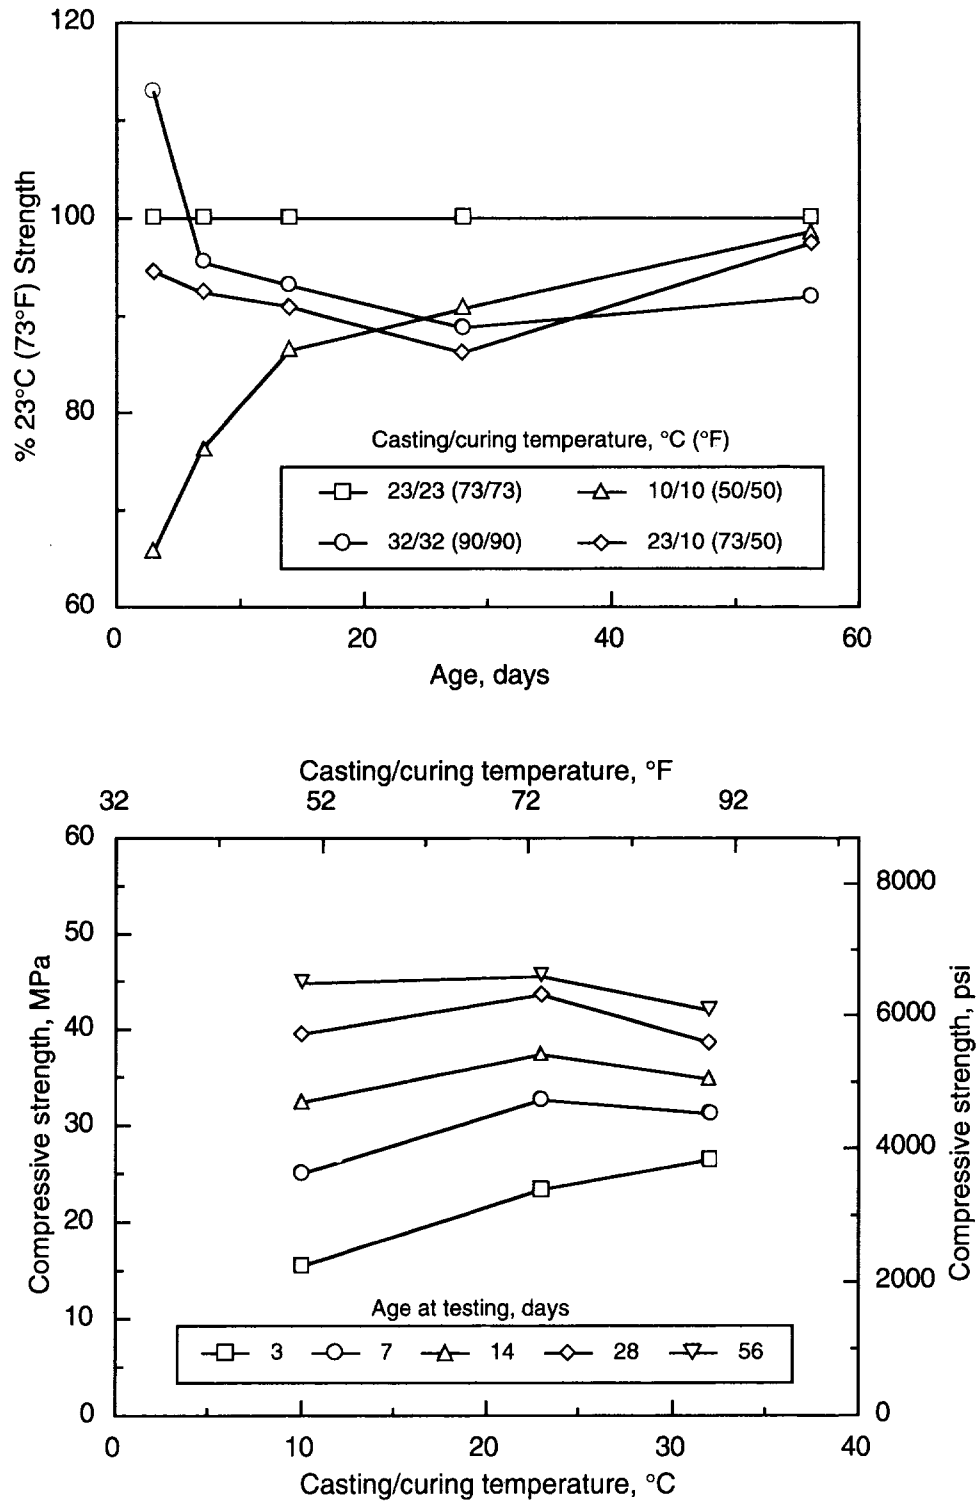 120
100
80
60
% 23°C (73°F) Strength
Casting/curing temperature, °C (°F)
23/23 (73/73) 10/10 (50/50)
32/32 (90/90) 23/10 (73/50)
0 20 40 60
Age, days
Casting/curing temperature, °F
32 52 72 92
60
50
40
30
20
10
0
Compressive strength, MPa
8000
6000
4000
2000
0
Compressive strength, psi
Age at testing, days
3 7 14 28 56
0 10 20 30 40
Casting/curing temperature, °C